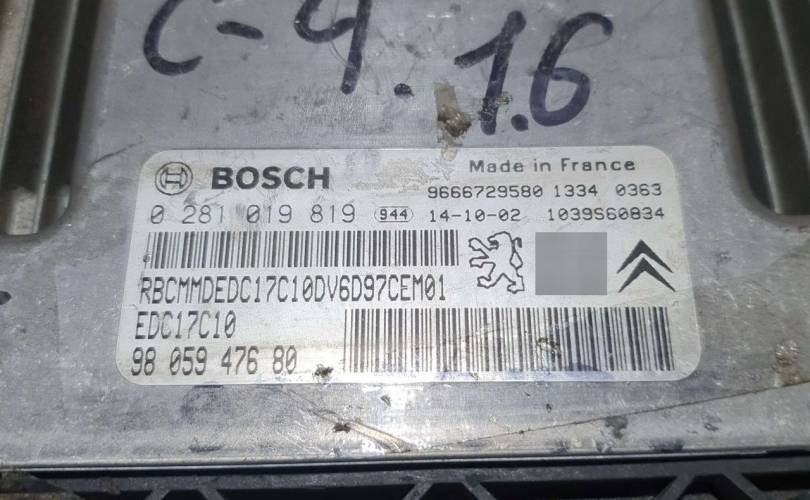 C-4. 1.6
BOSCH
Made in France
9666729580 1334 0363
0 281 019 819 944 14-10-02 1039S60834
RBCMMDEDC17C10DV6D97CEM01
EDC17C10
98 059 476 80